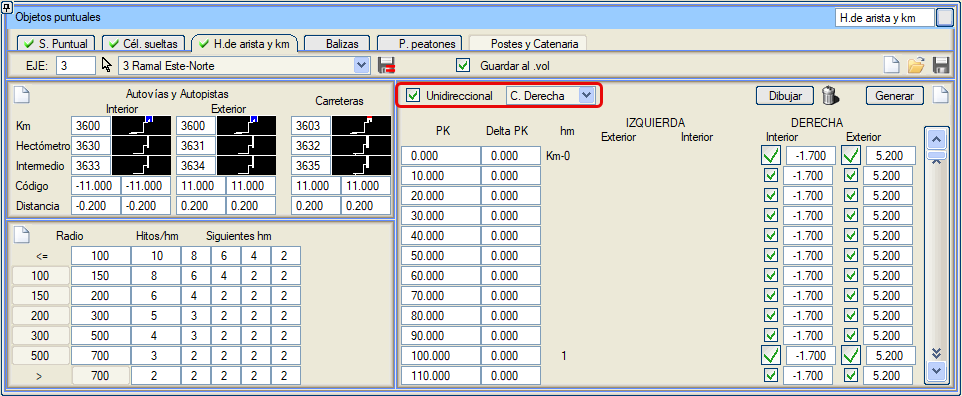 Objetos puntuales H.de arista y km
S. Puntual Cél. sueltas H.de arista y km Balizas P. peatones Postes y Catenaria
EJE: 3 3 Ramal Este-Norte Guardar al .vol
Autovías y Autopistas
Interior Exterior Carreteras
Km 3600 3600 3603
Hectómetro 3630 3631 3632
Intermedio 3633 3634 3635
Código -11.000 -11.000 11.000 11.000 11.000 11.000
Distancia -0.200 -0.200 0.200 0.200 0.200 0.200
Radio Hitos/hm Siguientes hm
<= 100 10 8 6 4 2
100 150 8 6 4 2 2
150 200 6 4 2 2 2
200 300 5 3 2 2 2
300 500 4 3 2 2 2
500 700 3 2 2 2 2
> 700 2 2 2 2 2
Unidireccional C. Derecha Dibujar Generar
IZQUIERDA DERECHA
PK Delta PK hm Exterior Interior Interior Exterior
0.000 0.000 Km-0 -1.700 5.200
10.000 0.000 -1.700 5.200
20.000 0.000 -1.700 5.200
30.000 0.000 -1.700 5.200
40.000 0.000 -1.700 5.200
50.000 0.000 -1.700 5.200
60.000 0.000 -1.700 5.200
70.000 0.000 -1.700 5.200
80.000 0.000 -1.700 5.200
90.000 0.000 -1.700 5.200
100.000 0.000 1 -1.700 5.200
110.000 0.000 -1.700 5.200